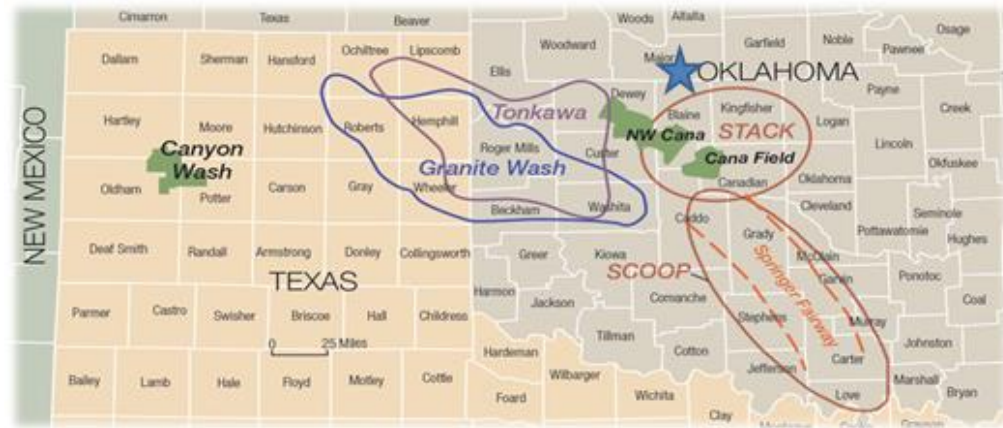 Cimarron Texas Beaver Woods Alfalfa
Osage
Noble
Dallam Sherman Hansford Ochiltree Lipscomb Woodward Major Garfield Pawnee
Ellis OKLAHOMA
Dewey Payne
Hartley Moore Hutchinson Roberts Hemphill Tonkawa Blaine Kingfisher Logan Creek
NW Cana STACK
Canyon
Wash
Roger Mills Custer Lincoln
Granite Wash Cana Field Okfuskee
Oldham Potter Carson Gray Wheeler Canadian Oklahoma
Beckham Washita Cleveland Seminole
Caddo
NEW MEXICO
Deaf Smith Randall Armstrong Donley Collingsworth Greer Kiowa Grady McClain Pottawatomie Hughes
TEXAS SCOOP Springer Fairway Garvin Ponotoc
Harmon Jackson Comanche Coal
Parmer Castro Swisher Briscoe Hall Childress Stephens Murray
Tillman Johnston
0 25 Miles
Hardeman Cotton Carter
Bailey Lamb Hale Floyd Motley Cottle Wilbarger Jefferson Marshall
Foard Wichita Love Bryan
Clay